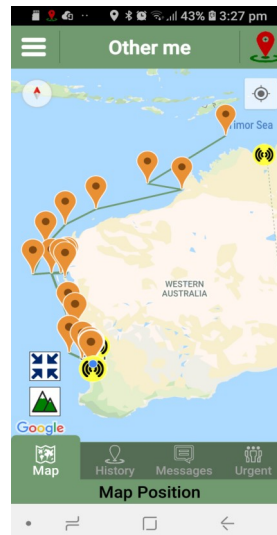 43% 3:27 pm
Other me
Timor Sea
WESTERN
AUSTRALIA
Google
Map
History
Messages
Urgent
Map Position